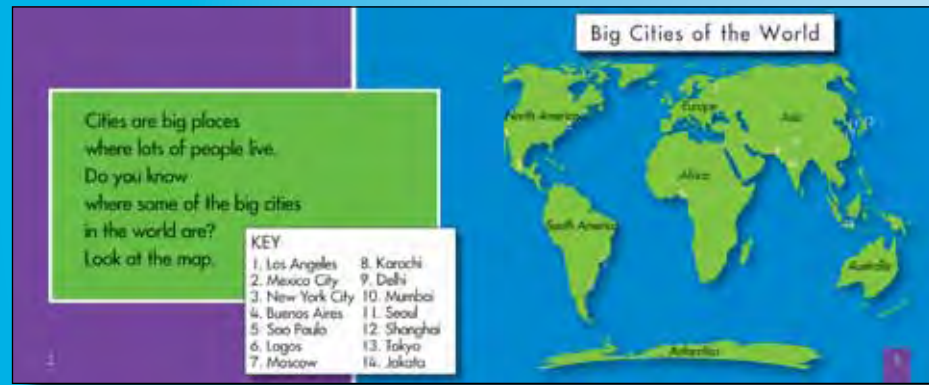 Cities are big places
where lots of people live.
Do you know
where some of the big cities
in the world are?
Look at the map.
KEY
1. Los Angeles
2. Mexico City
3. New York City
4. Buenos Aires
5. Sao Paulo
6. Lagos
7. Moscow
8. Karachi
9. Delhi
10. Mumbai
11. Seoul
12. Shanghai
13. Tokyo
14. Jakata
Big Cities of the World
North America
Europe
Asia
Africa
South America
Australia
Antarctica